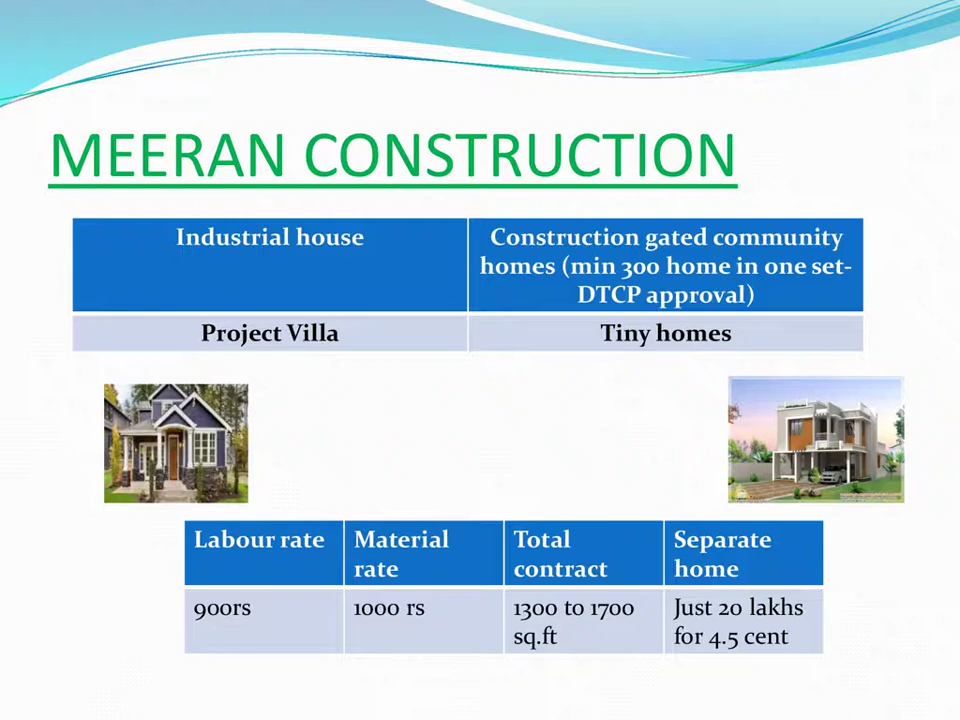 MEERAN CONSTRUCTION
Industrial house
Construction gated community
homes (min 300 home in one set-
DTCP approval)
Project Villa
Tiny homes
Labour rate
Material
rate
Total
contract
Separate
home
900rs
1000 rs
1300 to 1700
sq.ft
Just 20 lakhs
for 4.5 cent